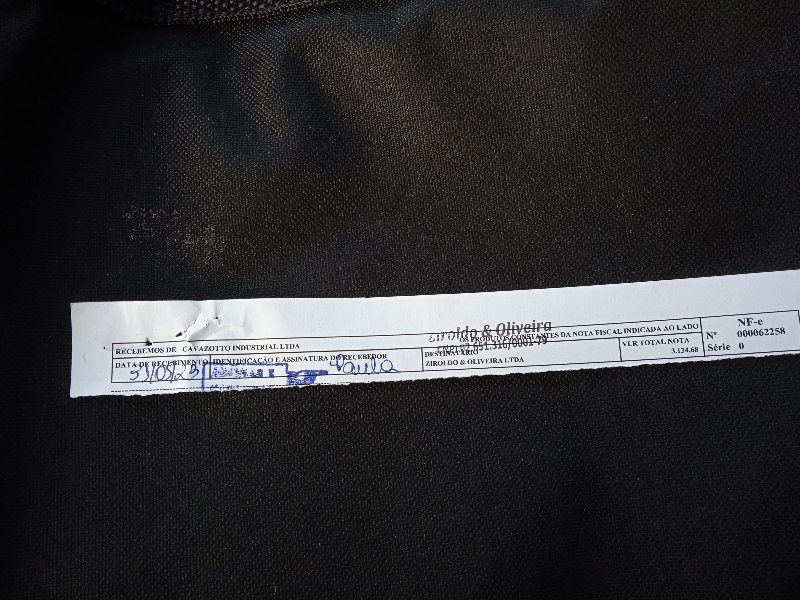 Ziroldo & Oliveira
RECEBEMOS DE CAVAZOTTO INDUSTRIAL LTDA OS PRODUTOS CONSTANTES DA NOTA FISCAL INDICADA AO LADO
DATA DE RECEBIMENTO IDENTIFICAÇÃO E ASSINATURA DO RECEBEDOR
Paula
DESTINATÁRIO
ZIROLDO & OLIVEIRA LTDA
VLR TOTAL NOTA
3.134,68
NF-e
Nº 000062258
Série 0